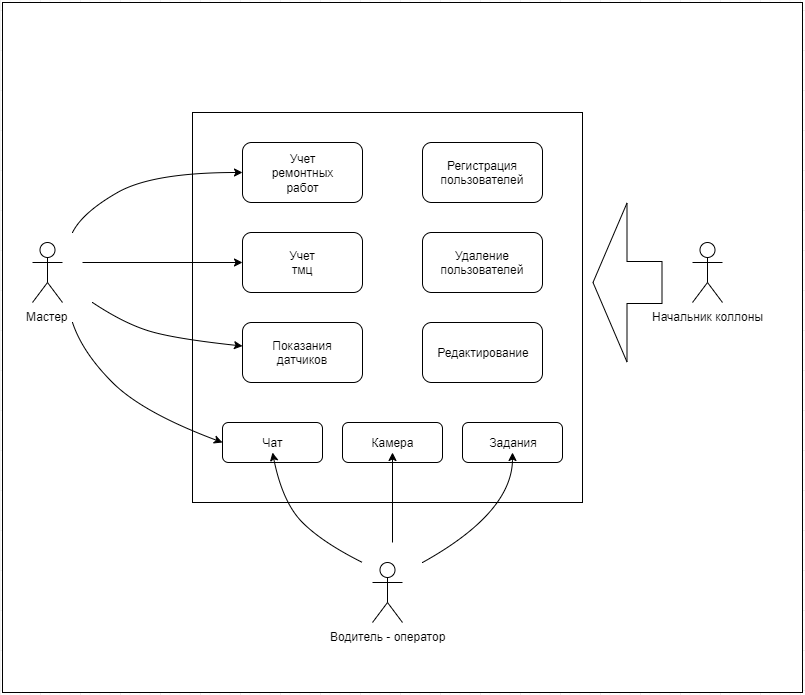 Учет
ремонтных
работ
Регистрация
пользователей
Учет
тмц
Удаление
пользователей
Мастер
Начальник коллоны
Показания
датчиков
Редактирование
Чат
Камера
Задания
Водитель - оператор